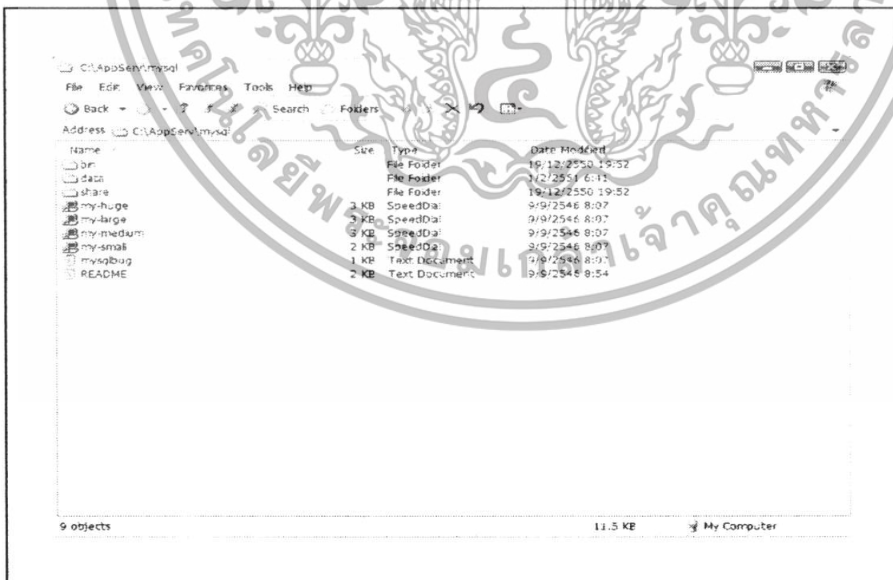 C:\AppServ\mysql
File Edit View Favorites Tools Help
Back Search Folders
Address C:\AppServ\mysql
Name Size Type Date Modified
bin File Folder 19/12/2550 19:52
data File Folder 1/2/2551 6:41
share File Folder 19/12/2550 19:52
my-huge 3 KB SpeedDial 9/9/2546 8:07
my-large 3 KB SpeedDial 9/9/2546 8:07
my-medium 3 KB SpeedDial 9/9/2546 8:07
my-small 2 KB SpeedDial 9/9/2546 8:07
mysqlbug 1 KB Text Document 9/9/2546 8:07
README 2 KB Text Document 9/9/2546 8:54
9 objects 11.5 KB My Computer